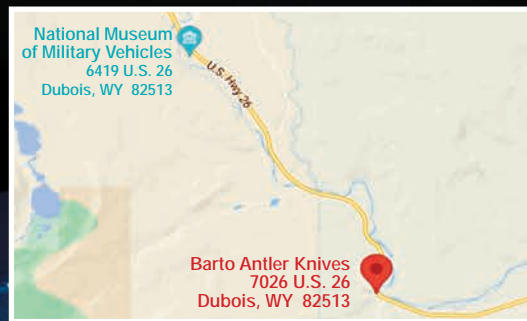 National Museum
of Military Vehicles
6419 U.S. 26
Dubois, WY 82513
U.S. Hwy 26
Barto Antler Knives
7026 U.S. 26
Dubois, WY 82513